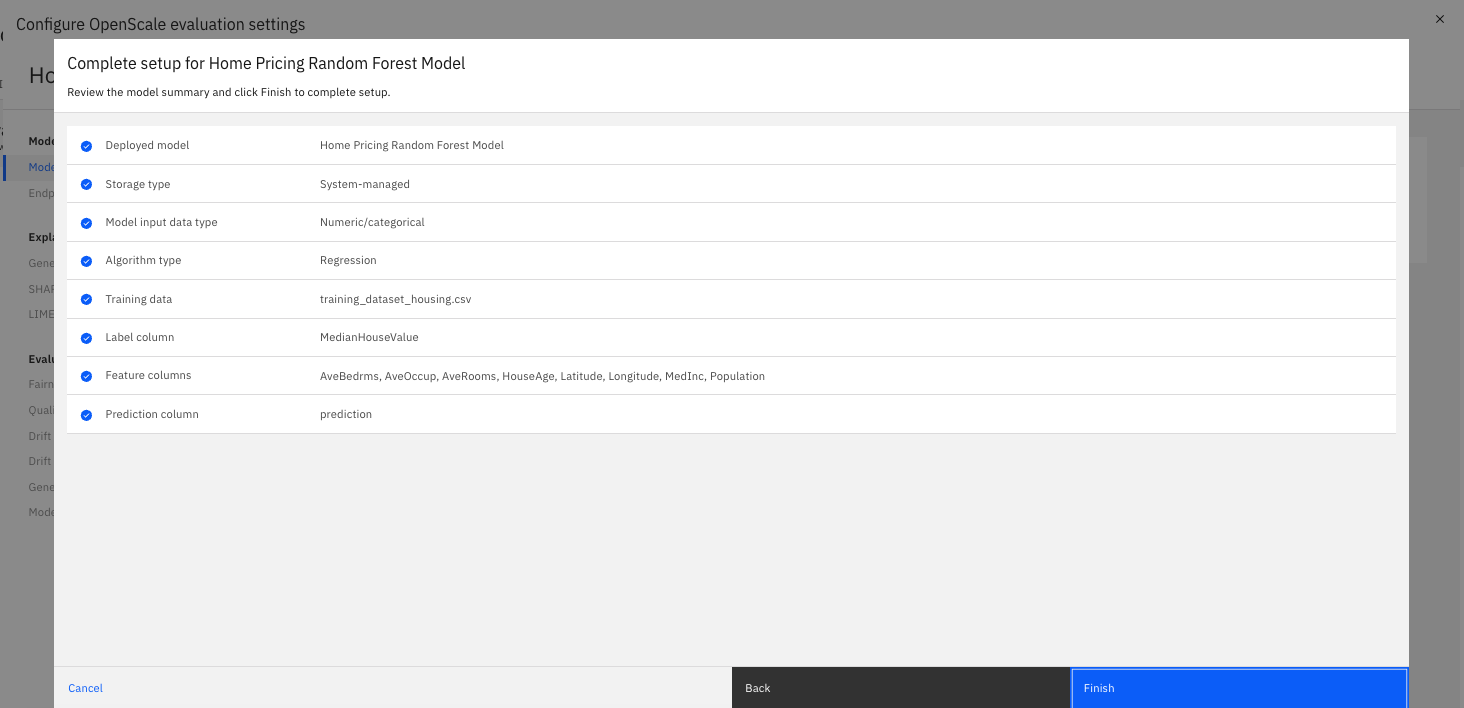 Configure OpenScale evaluation settings
Complete setup for Home Pricing Random Forest Model
Review the model summary and click Finish to complete setup.
Deployed model Home Pricing Random Forest Model
Storage type System-managed
Model input data type Numeric/categorical
Algorithm type Regression
Training data training_dataset_housing.csv
Label column MedianHouseValue
Feature columns AveBedrms, AveOccup, AveRooms, HouseAge, Latitude, Longitude, MedInc, Population
Prediction column prediction
Ho
Mode
Mode
Endp
Expla
Gene
SHAP
LIME
Evalu
Fairn
Quali
Drift
Drift
Gene
Mode
Cancel Back Finish